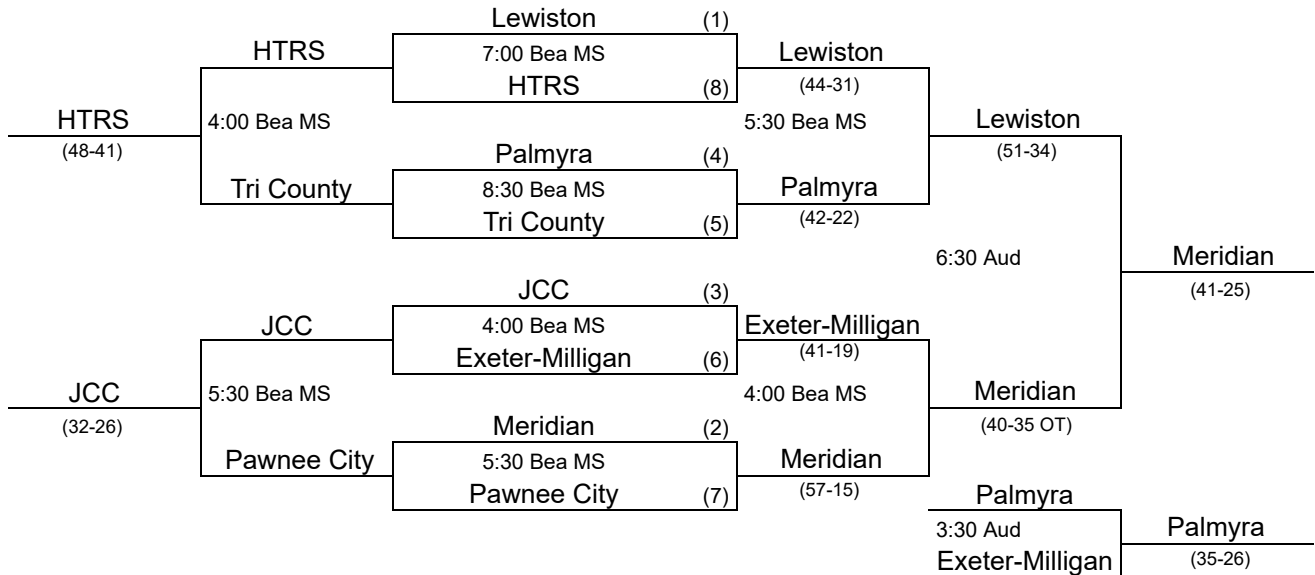 Lewiston (1)
HTRS
7:00 Bea MS
Lewiston
HTRS (8)
(44-31)
HTRS
4:00 Bea MS
5:30 Bea MS
Lewiston
(48-41)
Palmyra (4)
(51-34)
Tri County
8:30 Bea MS
Palmyra
Tri County (5)
(42-22)
6:30 Aud
Meridian
JCC (3)
(41-25)
JCC
4:00 Bea MS
Exeter-Milligan
Exeter-Milligan (6)
(41-19)
JCC
5:30 Bea MS
4:00 Bea MS
Meridian
(32-26)
Meridian (2)
(40-35 OT)
Pawnee City
5:30 Bea MS
Meridian
Pawnee City (7)
(57-15)
Palmyra
3:30 Aud
Palmyra
Exeter-Milligan
(35-26)